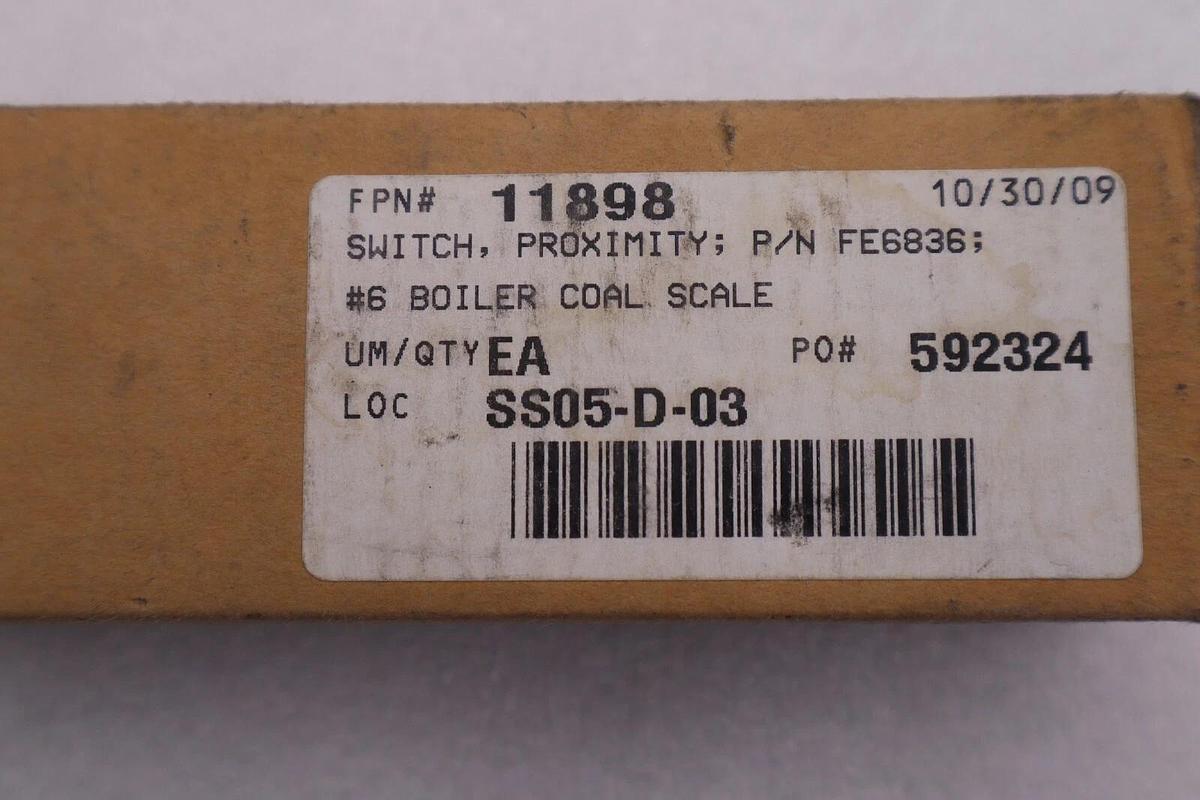 FPN# 11898 10/30/09
SWITCH, PROXIMITY; P/N FE6836;
#6 BOILER COAL SCALE
UM/QTY EA PO# 592324
LOC SS05-D-03